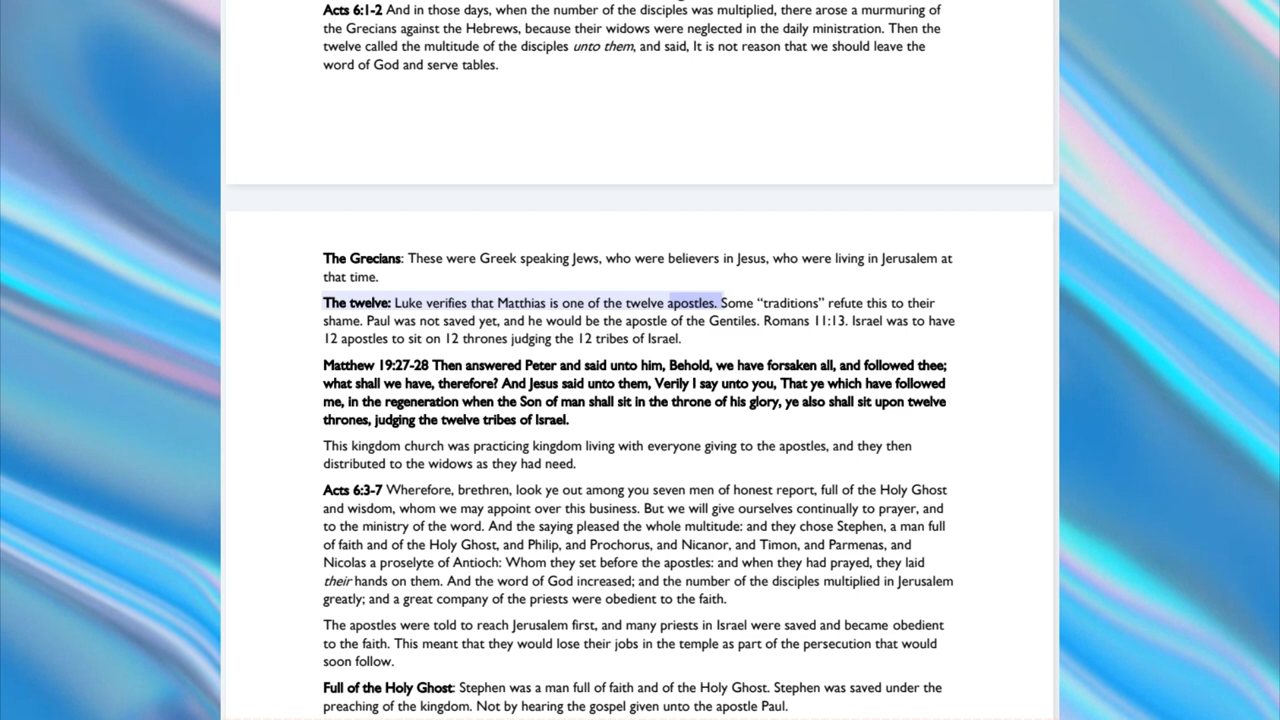 Acts 6:1-2 And in those days, when the number of the disciples was multiplied, there arose a murmuring of
the Grecians against the Hebrews, because their widows were neglected in the daily ministration. Then the
twelve called the multitude of the disciples unto them, and said, It is not reason that we should leave the
word of God and serve tables.
The Grecians: These were Greek speaking Jews, who were believers in Jesus, who were living in Jerusalem at
that time.
The twelve: Luke verifies that Matthias is one of the twelve apostles. Some “traditions” refute this to their
shame. Paul was not saved yet, and he would be the apostle of the Gentiles. Romans 11:13. Israel was to have
12 apostles to sit on 12 thrones judging the 12 tribes of Israel.
Matthew 19:27-28 Then answered Peter and said unto him, Behold, we have forsaken all, and followed thee;
what shall we have, therefore? And Jesus said unto them, Verily I say unto you, That ye which have followed
me, in the regeneration when the Son of man shall sit in the throne of his glory, ye also shall sit upon twelve
thrones, judging the twelve tribes of Israel.
This kingdom church was practicing kingdom living with everyone giving to the apostles, and they then
distributed to the widows as they had need.
Acts 6:3-7 Wherefore, brethren, look ye out among you seven men of honest report, full of the Holy Ghost
and wisdom, whom we may appoint over this business. But we will give ourselves continually to prayer, and
to the ministry of the word. And the saying pleased the whole multitude: and they chose Stephen, a man full
of faith and of the Holy Ghost, and Philip, and Prochorus, and Nicanor, and Timon, and Parmenas, and
Nicolas a proselyte of Antioch: Whom they set before the apostles: and when they had prayed, they laid
their hands on them. And the word of God increased; and the number of the disciples multiplied in Jerusalem
greatly; and a great company of the priests were obedient to the faith.
The apostles were told to reach Jerusalem first, and many priests in Israel were saved and became obedient
to the faith. This meant that they would lose their jobs in the temple as part of the persecution that would
soon follow.
Full of the Holy Ghost: Stephen was a man full of faith and of the Holy Ghost. Stephen was saved under the
preaching of the kingdom. Not by hearing the gospel given unto the apostle Paul.